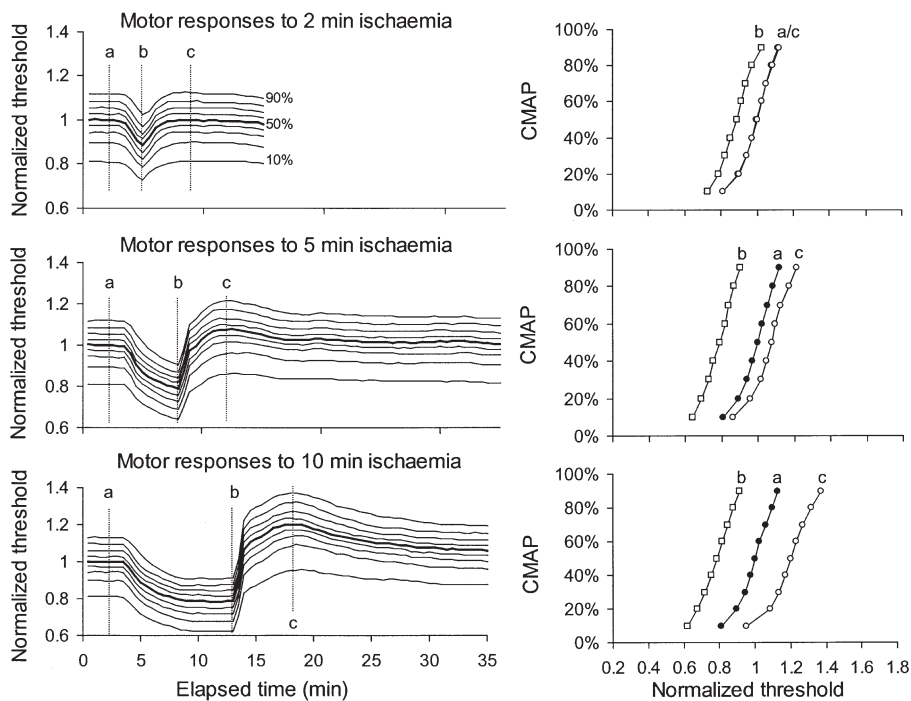 Motor responses to 2 min ischaemia
Normalized threshold
1.4
1.2
1
0.8
0.6
a b c
90%
50%
10%
CMAP
100%
80%
60%
40%
20%
0%
b a/c
Motor responses to 5 min ischaemia
Normalized threshold
1.4
1.2
1
0.8
0.6
a b c
CMAP
100%
80%
60%
40%
20%
0%
b a c
Motor responses to 10 min ischaemia
Normalized threshold
1.4
1.2
1
0.8
0.6
a b
c
0 5 10 15 20 25 30 35
Elapsed time (min)
CMAP
100%
80%
60%
40%
20%
0%
b a c
0.2 0.4 0.6 0.8 1 1.2 1.4 1.6 1.8
Normalized threshold